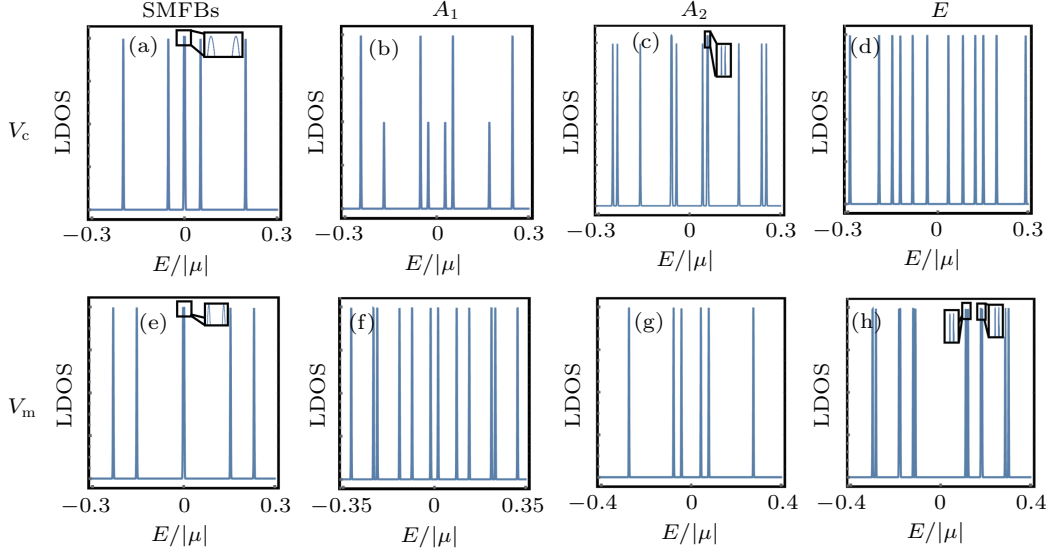 SMFBs A₁ A₂ E
(a) (b) (c) (d)
V_c LDOS LDOS LDOS LDOS
−0.3 0 0.3 −0.3 0 0.3 −0.3 0 0.3 −0.3 0 0.3
E/|μ| E/|μ| E/|μ| E/|μ|
(e) (f) (g) (h)
V_m LDOS LDOS LDOS LDOS
−0.3 0 0.3 −0.35 0 0.35 −0.4 0 0.4 −0.4 0 0.4
E/|μ| E/|μ| E/|μ| E/|μ|